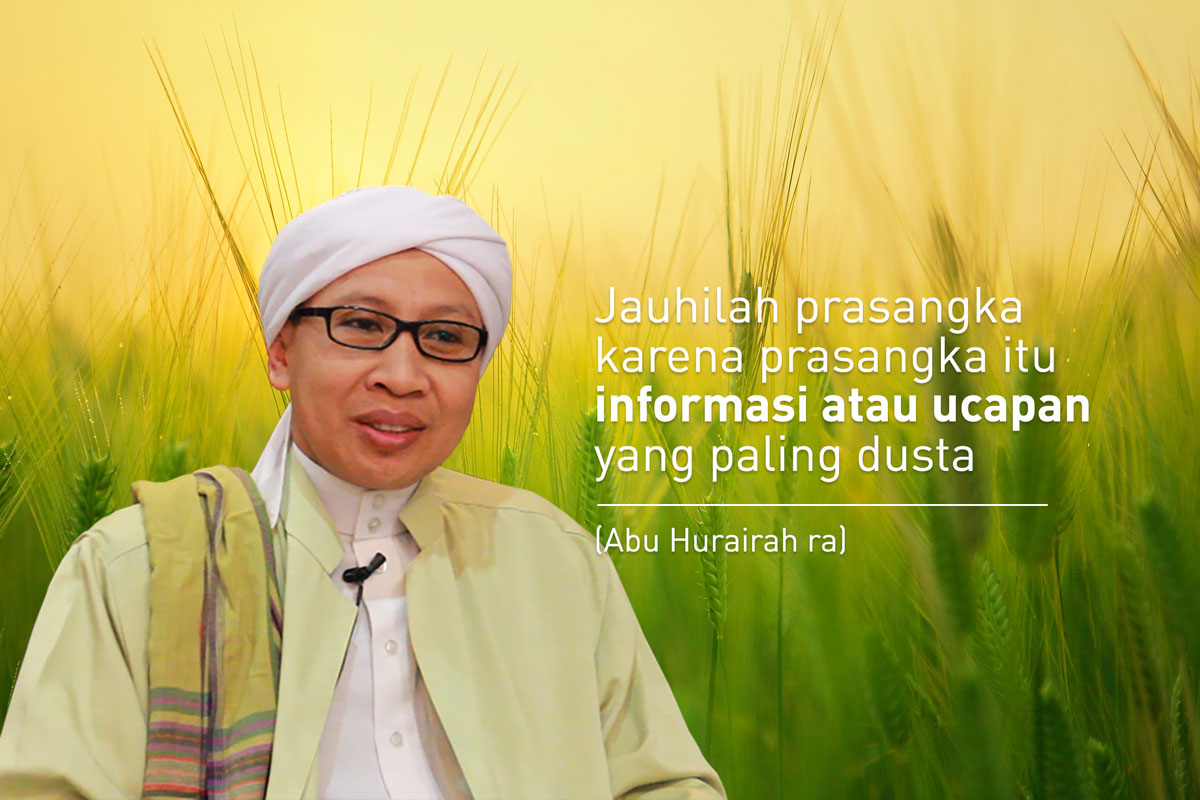 Jauhilah prasangka
karena prasangka itu
informasi atau ucapan
yang paling dusta
(Abu Hurairah ra)